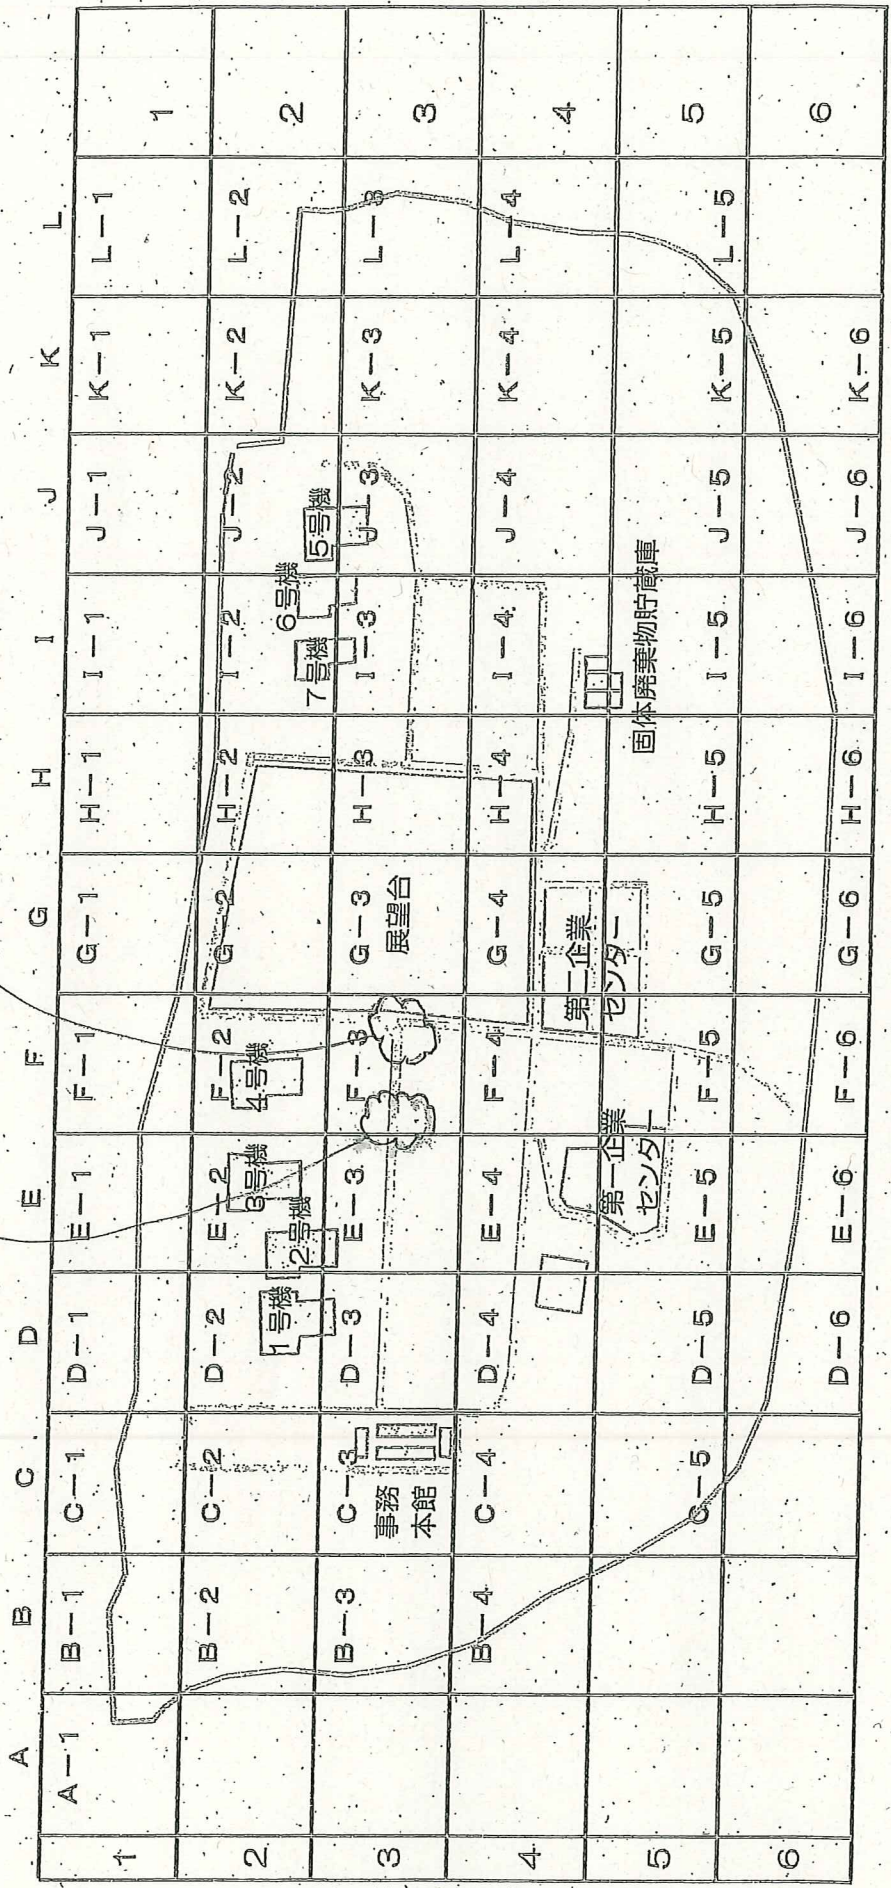 A B C D E F G H I J K L
1 A-1 B-1 C-1 D-1 E-1 F-1 G-1 H-1 I-1 J-1 K-1 L-1 1
2 B-2 C-2 D-2 E-2 F-2 G-2 H-2 I-2 J-2 K-2 L-2 2
1号機
2号機
3号機
4号機
7号機
6号機
5号機
3 B-3 C-3 D-3 E-3 F-3 G-3 H-3 I-3 J-3 K-3 L-3 3
事務
本館
展望台
4 B-4 C-4 D-4 E-4 F-4 G-4 H-4 I-4 J-4 K-4 L-4 4
第一企業
センター
第二企業
センター
固体廃棄物貯蔵庫
5 C-5 D-5 E-5 F-5 G-5 H-5 I-5 J-5 K-5 L-5 5
6 D-6 E-6 F-6 G-6 H-6 I-6 J-6 K-6 6